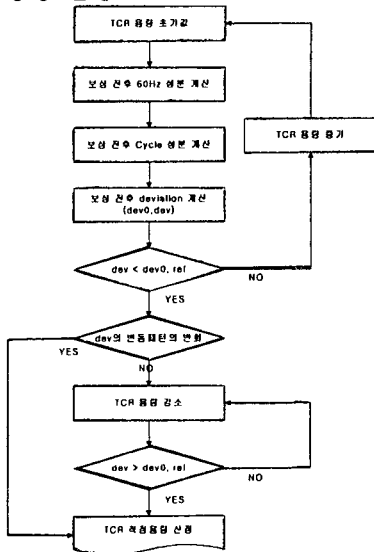 TCR 용량 초기값
보상 전후 60Hz 성분 계산
보상 전후 Cycle 성분 계산
TCR 용량 증가
보상 전후 deviation 계산
(dev0,dev)
dev < dev0, ref
NO
YES
dev의 변동패턴의 변화
YES
NO
TCR 용량 감소
dev > dev0, ref
NO
YES
TCR 적정용량 산정